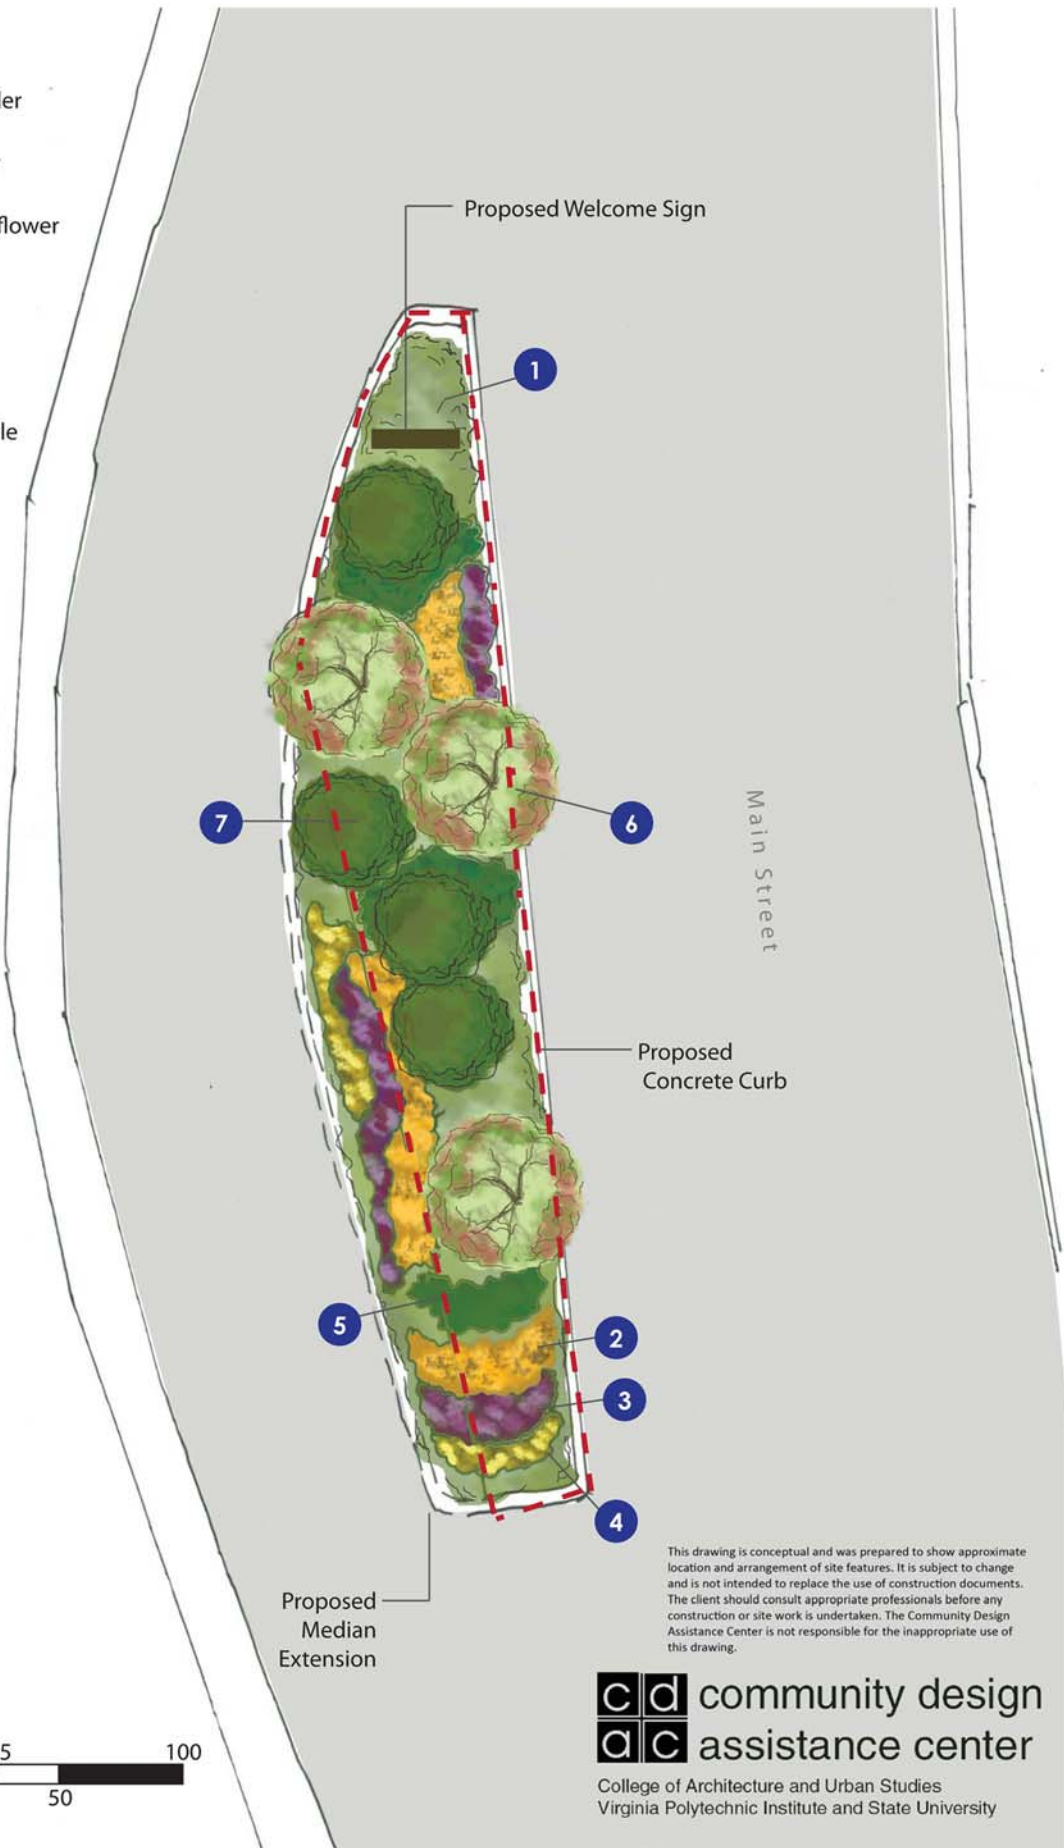 ler
flower
le
Proposed Welcome Sign
1
7
6
Main Street
Proposed
Concrete Curb
5
2
3
4
Proposed
Median
Extension
This drawing is conceptual and was prepared to show approximate
location and arrangement of site features. It is subject to change
and is not intended to replace the use of construction documents.
The client should consult appropriate professionals before any
construction or site work is undertaken. The Community Design
Assistance Center is not responsible for the inappropriate use of
this drawing.
cd community design
ac assistance center
College of Architecture and Urban Studies
Virginia Polytechnic Institute and State University
5 100
50